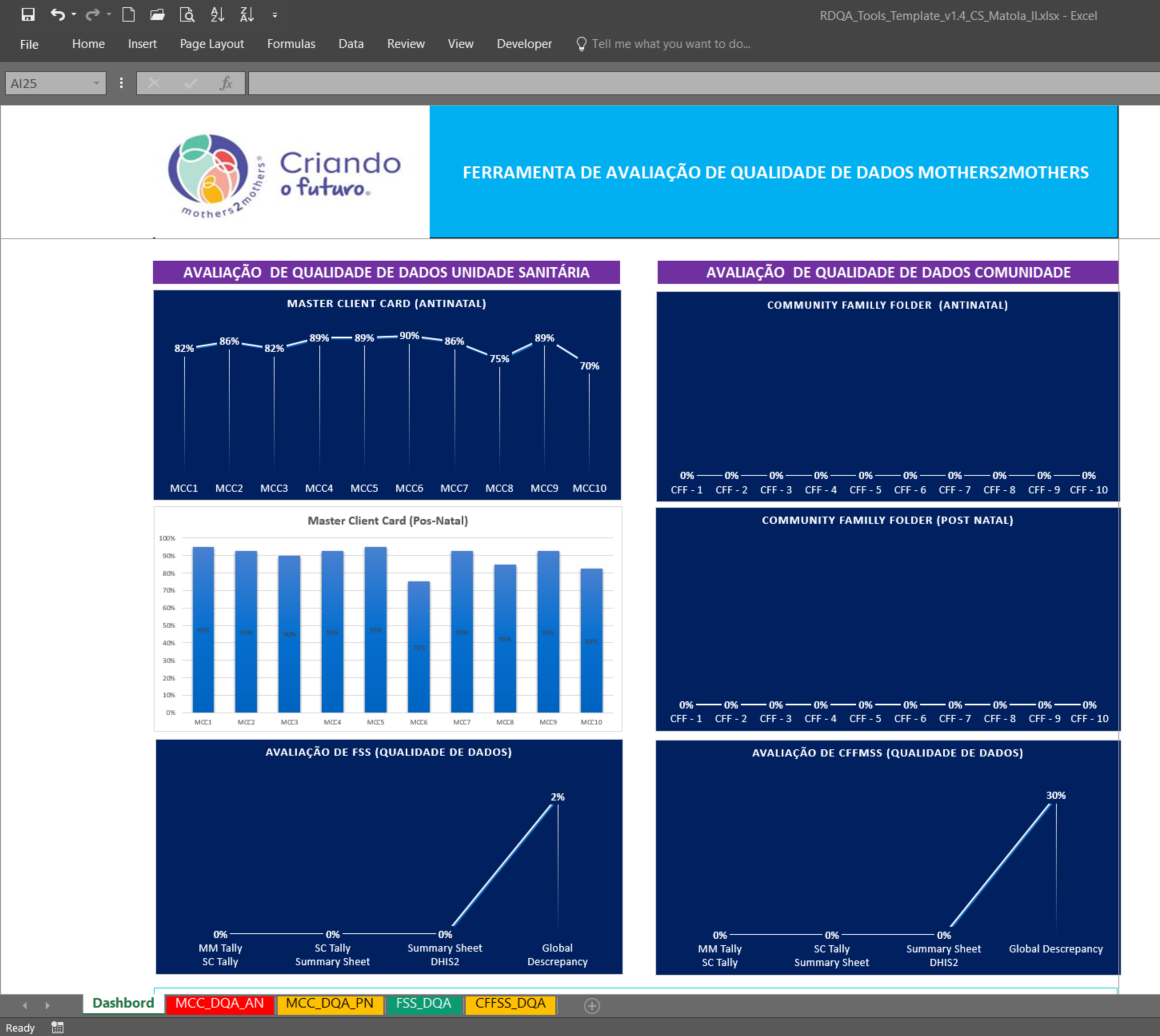 RDQA_Tools_Template_v1.4_CS_Matola_II.xlsx - Excel
File Home Insert Page Layout Formulas Data Review View Developer Tell me what you want to do...
AI25
fx
mothers2mothers®
Criando
o futuro.
FERRAMENTA DE AVALIAÇÃO DE QUALIDADE DE DADOS MOTHERS2MOTHERS
AVALIAÇÃO DE QUALIDADE DE DADOS UNIDADE SANITÁRIA
MASTER CLIENT CARD (ANTINATAL)
82% 86% 82% 89% 89% 90% 86% 75% 89% 70%
MCC1 MCC2 MCC3 MCC4 MCC5 MCC6 MCC7 MCC8 MCC9 MCC10
Master Client Card (Pos-Natal)
100%
90%
80%
70%
60%
50%
40%
30%
20%
10%
0%
MCC1 MCC2 MCC3 MCC4 MCC5 MCC6 MCC7 MCC8 MCC9 MCC10
AVALIAÇÃO DE FSS (QUALIDADE DE DADOS)
0% 0% 0% 2%
MM Tally SC Tally Summary Sheet Global
SC Tally Summary Sheet DHIS2 Descrepancy
AVALIAÇÃO DE QUALIDADE DE DADOS COMUNIDADE
COMMUNITY FAMILLY FOLDER (ANTINATAL)
0% 0% 0% 0% 0% 0% 0% 0% 0% 0%
CFF - 1 CFF - 2 CFF - 3 CFF - 4 CFF - 5 CFF - 6 CFF - 7 CFF - 8 CFF - 9 CFF - 10
COMMUNITY FAMILLY FOLDER (POST NATAL)
0% 0% 0% 0% 0% 0% 0% 0% 0% 0%
CFF - 1 CFF - 2 CFF - 3 CFF - 4 CFF - 5 CFF - 6 CFF - 7 CFF - 8 CFF - 9 CFF - 10
AVALIAÇÃO DE CFFMSS (QUALIDADE DE DADOS)
0% 0% 0% 30%
MM Tally SC Tally Summary Sheet Global Descrepancy
SC Tally Summary Sheet DHIS2
Dashbord MCC_DQA_AN MCC_DQA_PN FSS_DQA CFFSS_DQA
Ready